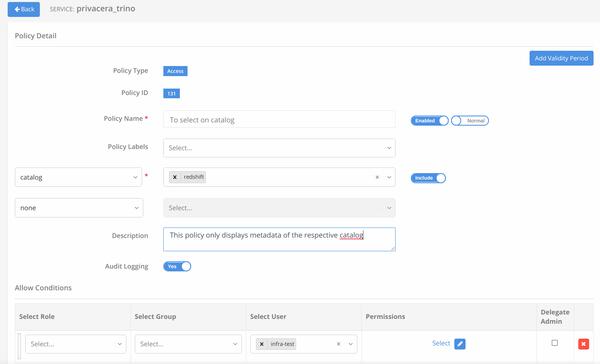 Back SERVICE: privacera_trino
Policy Detail
Add Validity Period
Policy Type Access
Policy ID 131
Policy Name * To select on catalog Enabled Normal
Policy Labels Select...
catalog * × redshift × Include
none Select...
Description This policy only displays metadata of the respective catalog
Audit Logging Yes
Allow Conditions
Select Role Select Group Select User Permissions Delegate Admin
Select... Select... × infra-test × Select